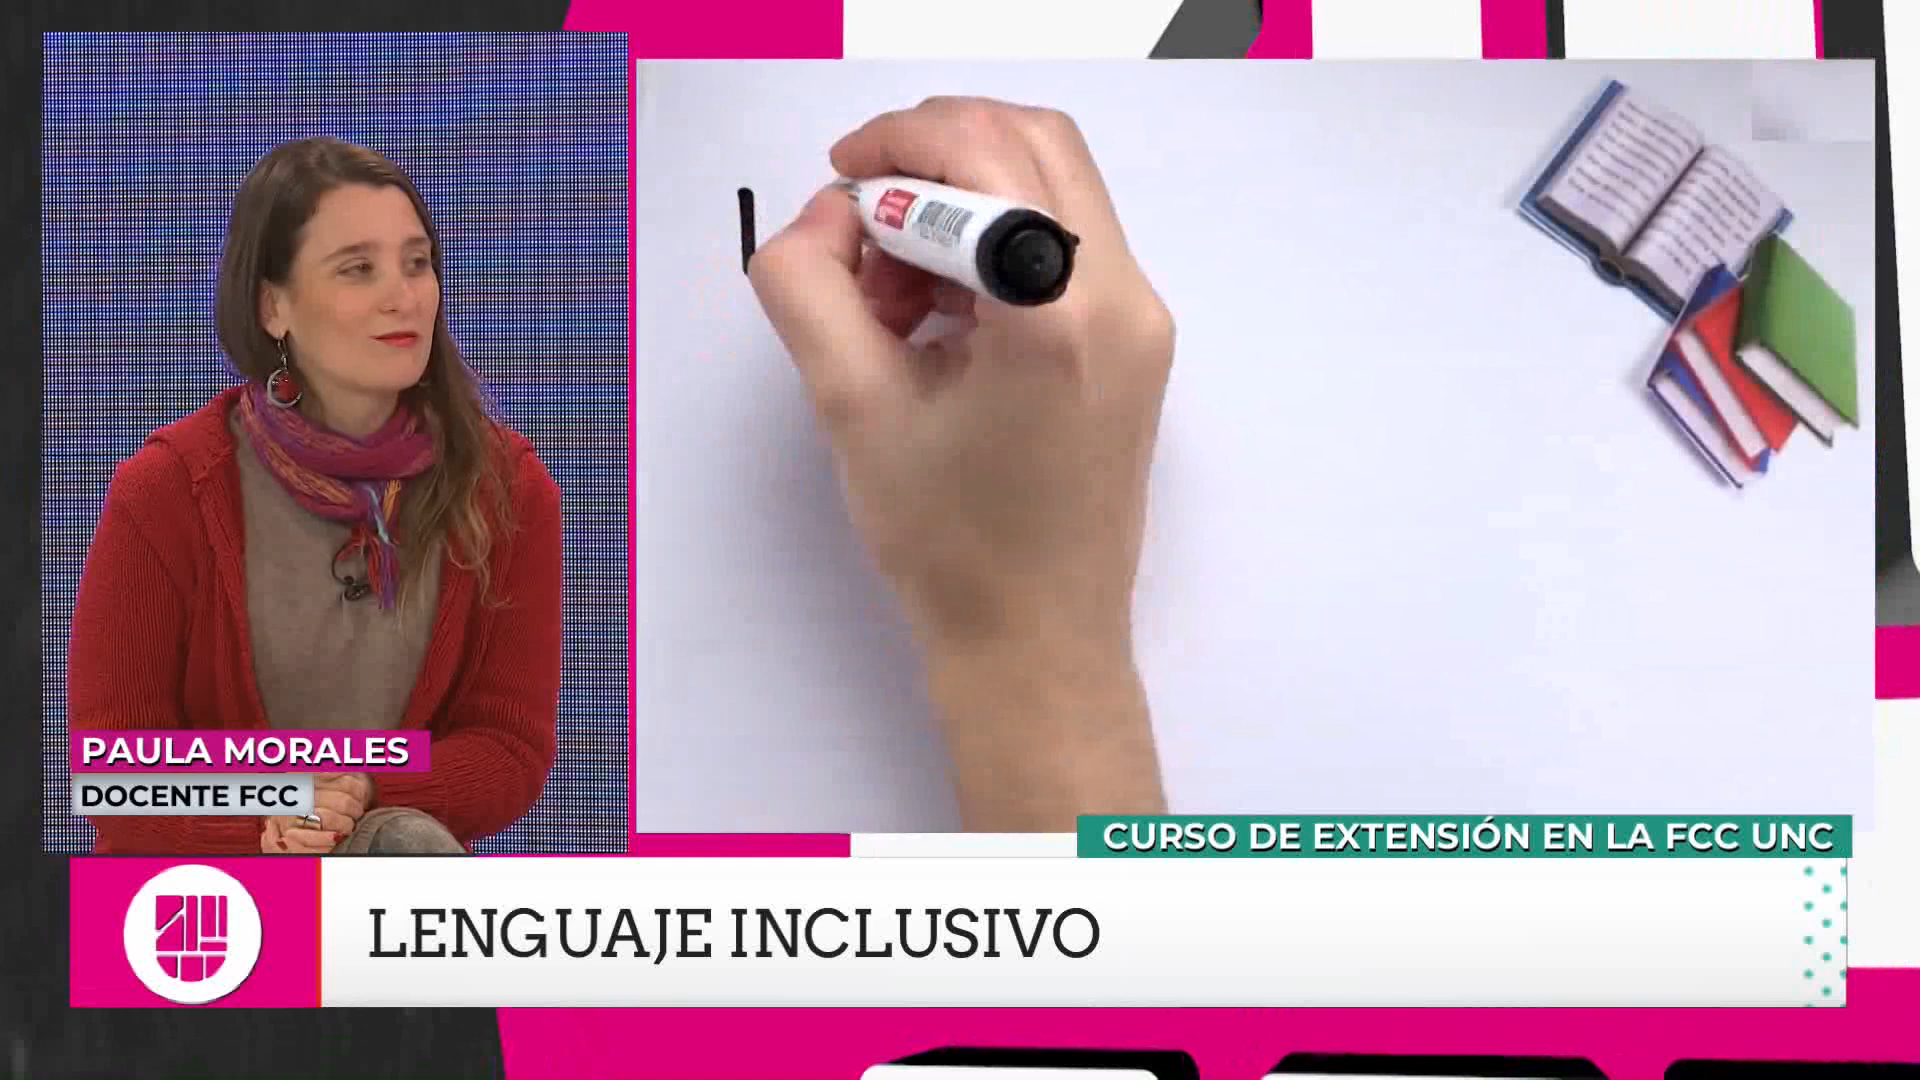 PAULA MORALES
DOCENTE FCC
CURSO DE EXTENSIÓN EN LA FCC UNC
LENGUAJE INCLUSIVO